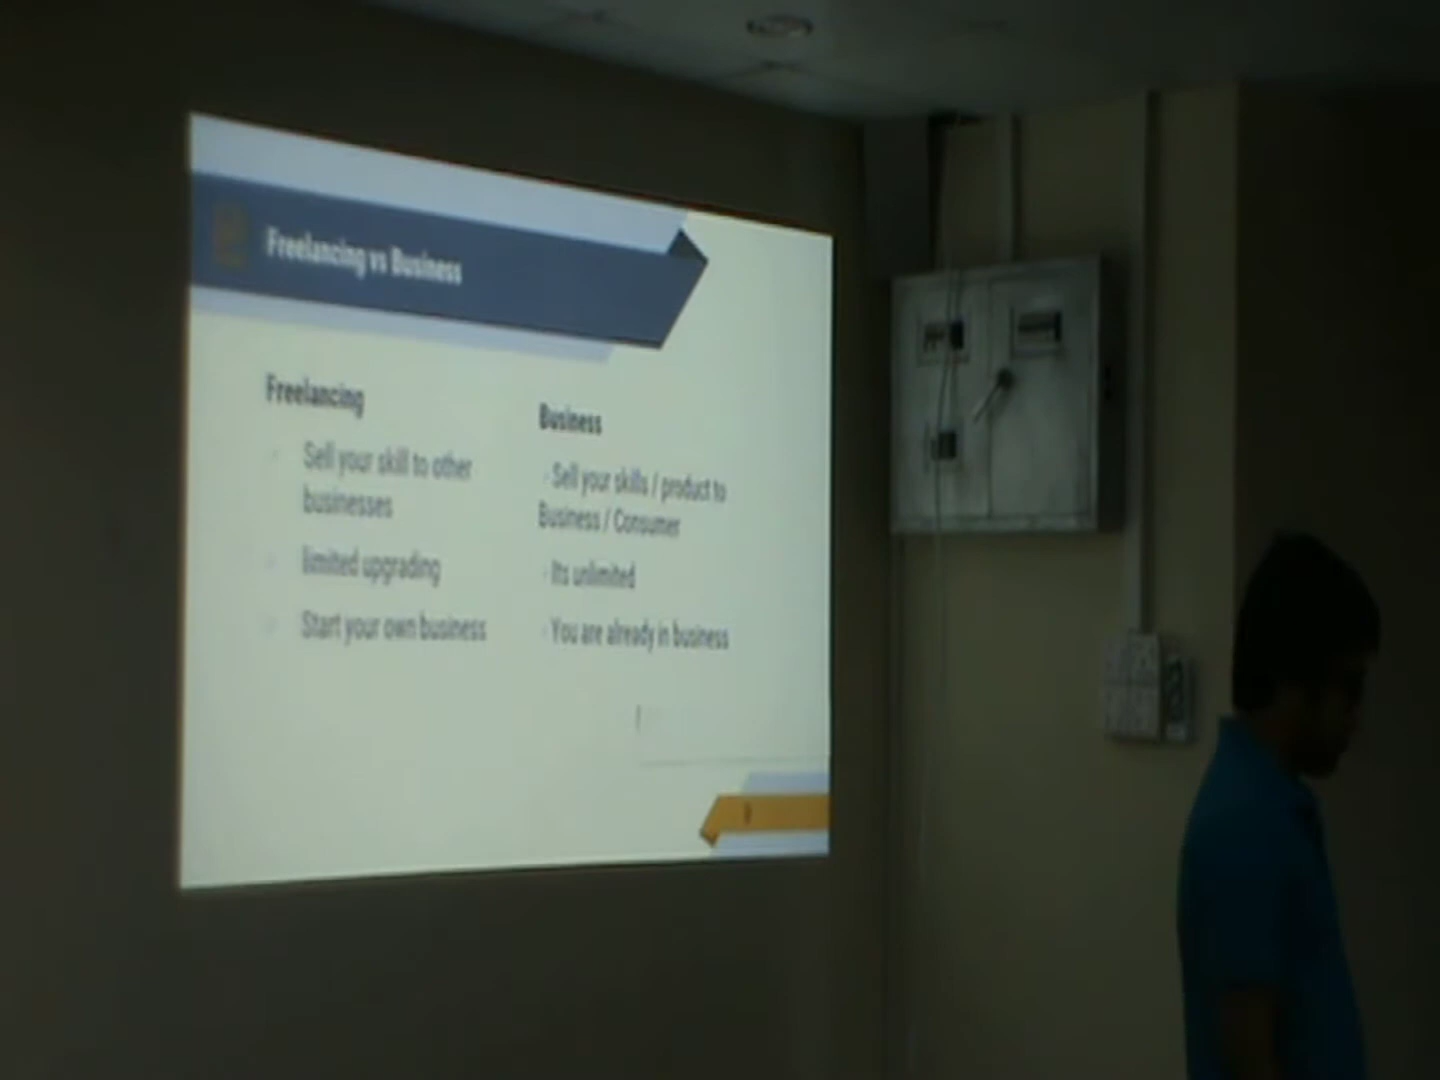 Freelancing vs Business
Freelancing
Sell your skill to other
businesses
limited upgrading
Start your own business
Business
- Sell your skills / product to
Business / Consumer
- Its unlimited
- You are already in business